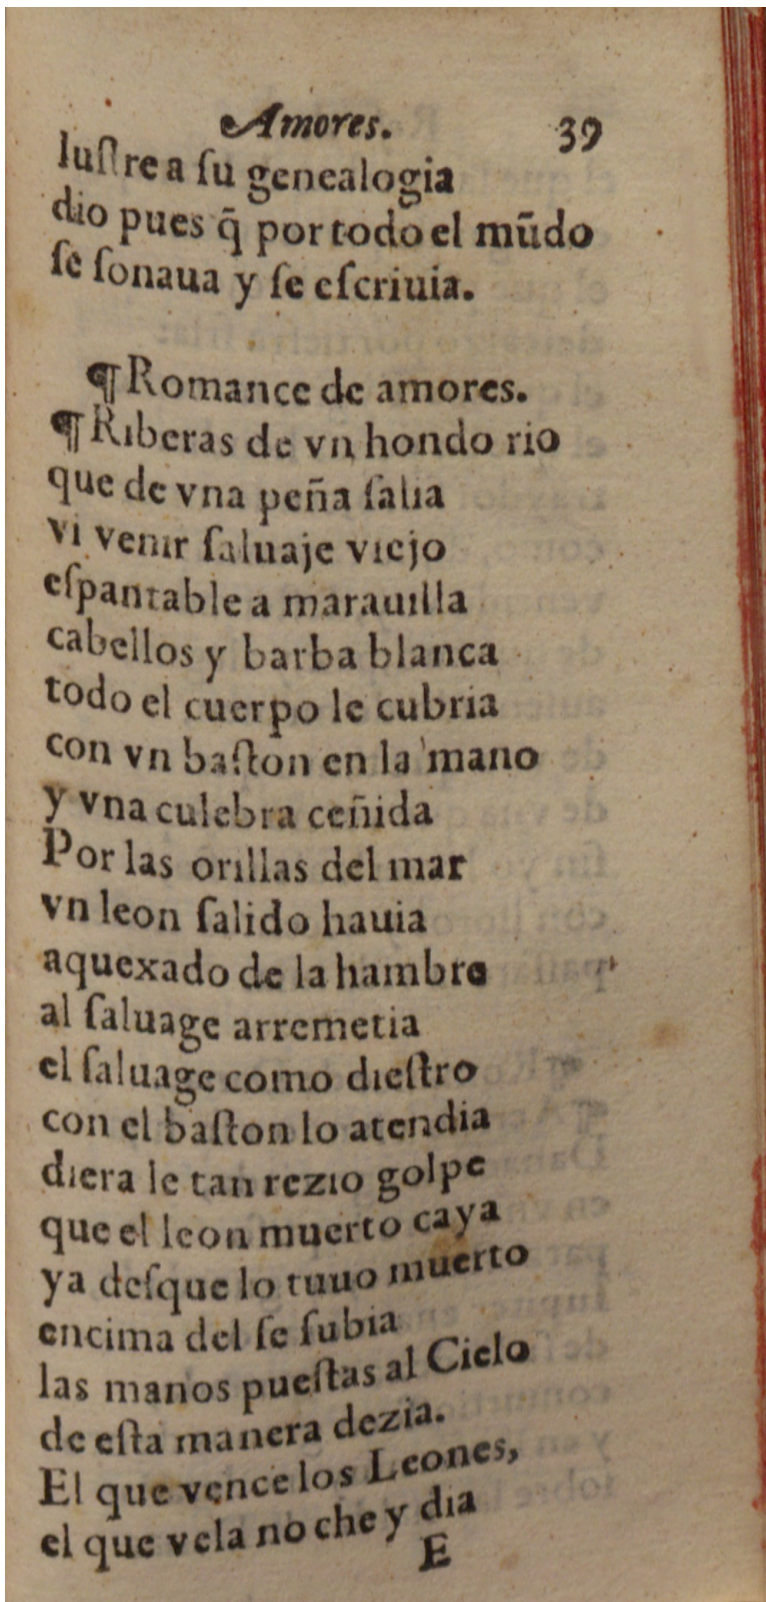 Amores. 39
luſtre a ſu genealogia
dio pues q̃ por todo el mũdo
ſe ſonaua y ſe eſcriuia.
¶ Romance de amores.
¶ Riberas de vn hondo rio
que de vna peña ſalia
vi venir ſaluaje viejo
eſpantable a marauilla
cabellos y barba blanca
todo el cuerpo le cubria
con vn baſton en la mano
y vna culebra ceñida
Por las orillas del mar
vn leon ſalido hauia
aquexado de la hambre
al ſaluage arremetia
el ſaluage como dieſtro
con el baſton lo atendia
diera le tan rezio golpe
que el leon muerto caya
ya deſque lo tuuo muerto
encima del ſe ſubia
las manos pueſtas al Cielo
de eſta manera dezia.
El que vence los Leones,
el que vela noche y dia
E